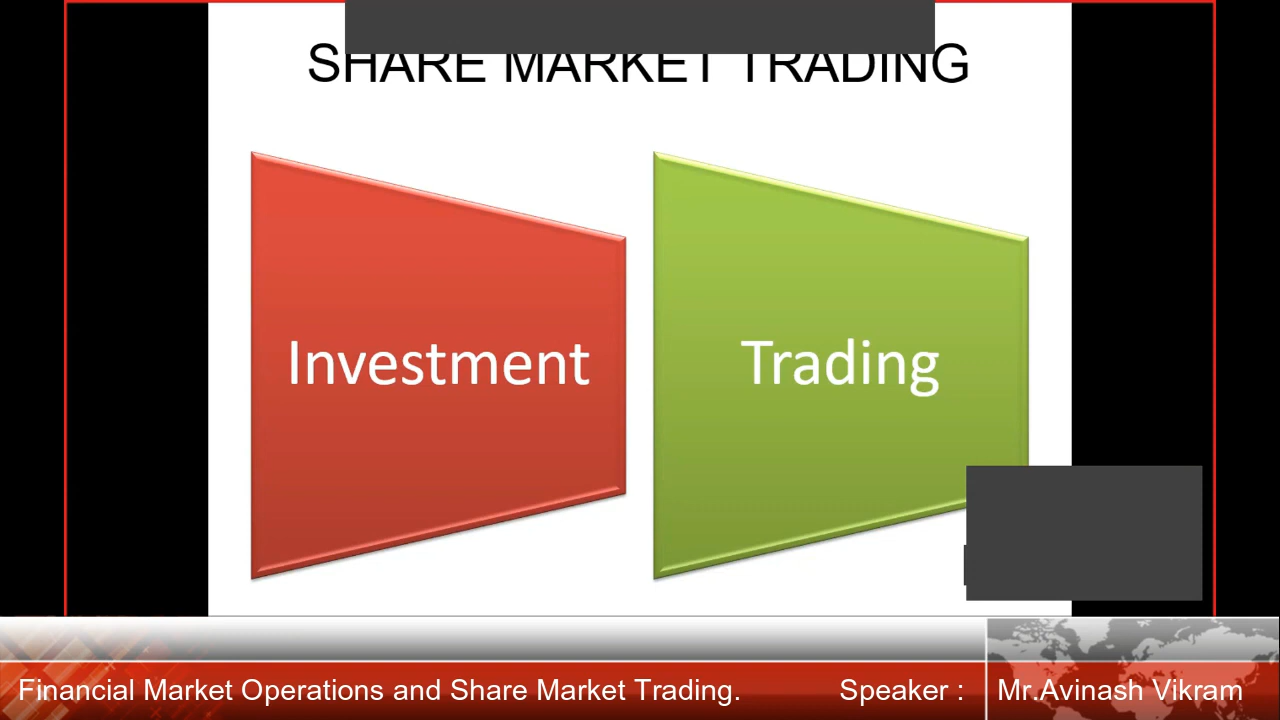 SHARE MARKET TRADING
Investment
Trading
Financial Market Operations and Share Market Trading. Speaker : Mr.Avinash Vikram